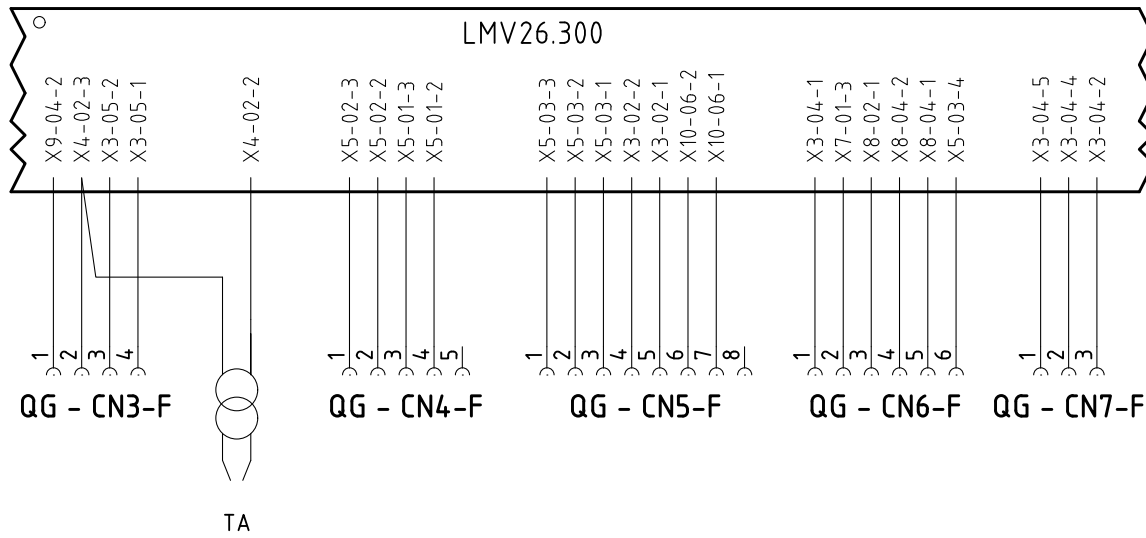 LMV26.300
X9-04-2
X4-02-3
X3-05-2
X3-05-1
X4-02-2
X5-02-3
X5-02-2
X5-01-3
X5-01-2
X5-03-3
X5-03-2
X5-03-1
X3-02-2
X3-02-1
X10-06-2
X10-06-1
X3-04-1
X7-01-3
X8-02-1
X8-04-2
X8-04-1
X5-03-4
X3-04-5
X3-04-4
X3-04-2
1 2 3 4
1 2 3 4 5
1 2 3 4 5 6 7 8
1 2 3 4 5 6
1 2 3
QG - CN3-F
QG - CN4-F
QG - CN5-F
QG - CN6-F
QG - CN7-F
TA